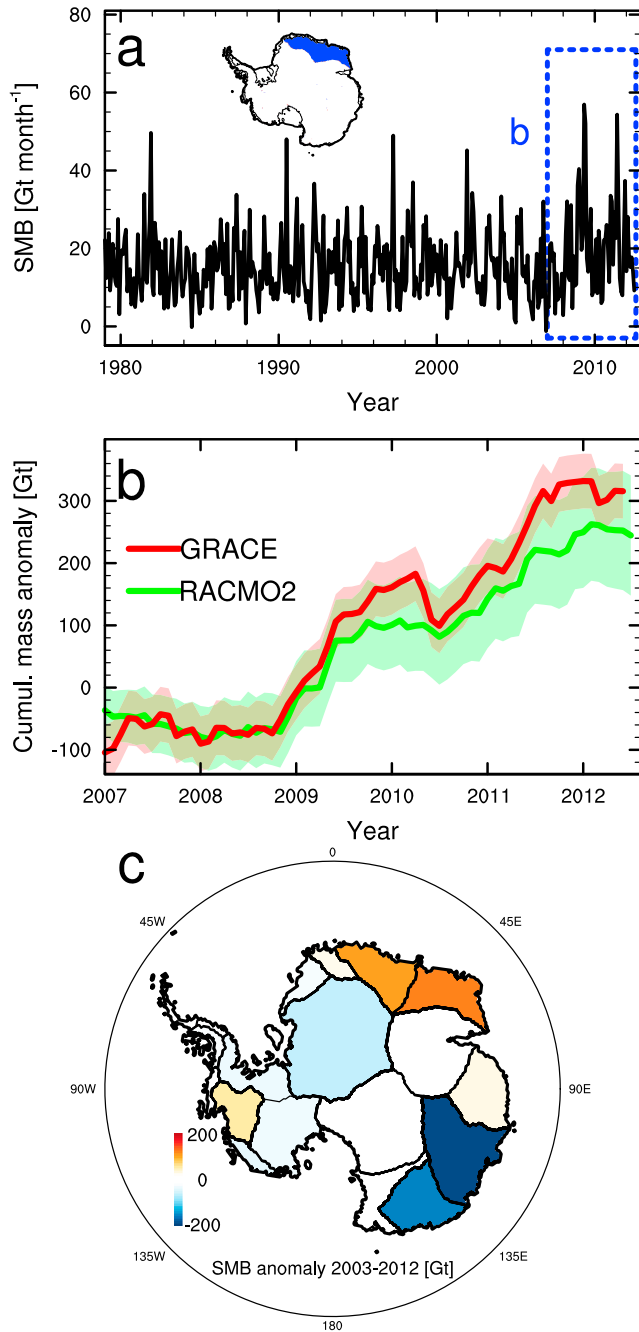 a
80
60
40
20
0
SMB [Gt month⁻¹]
b
1980
1990
2000
2010
Year
b
300
200
100
0
-100
Cumul. mass anomaly [Gt]
GRACE
RACMO2
2007
2008
2009
2010
2011
2012
Year
c
0
45W
45E
90W
90E
200
0
-200
135W
135E
SMB anomaly 2003-2012 [Gt]
180